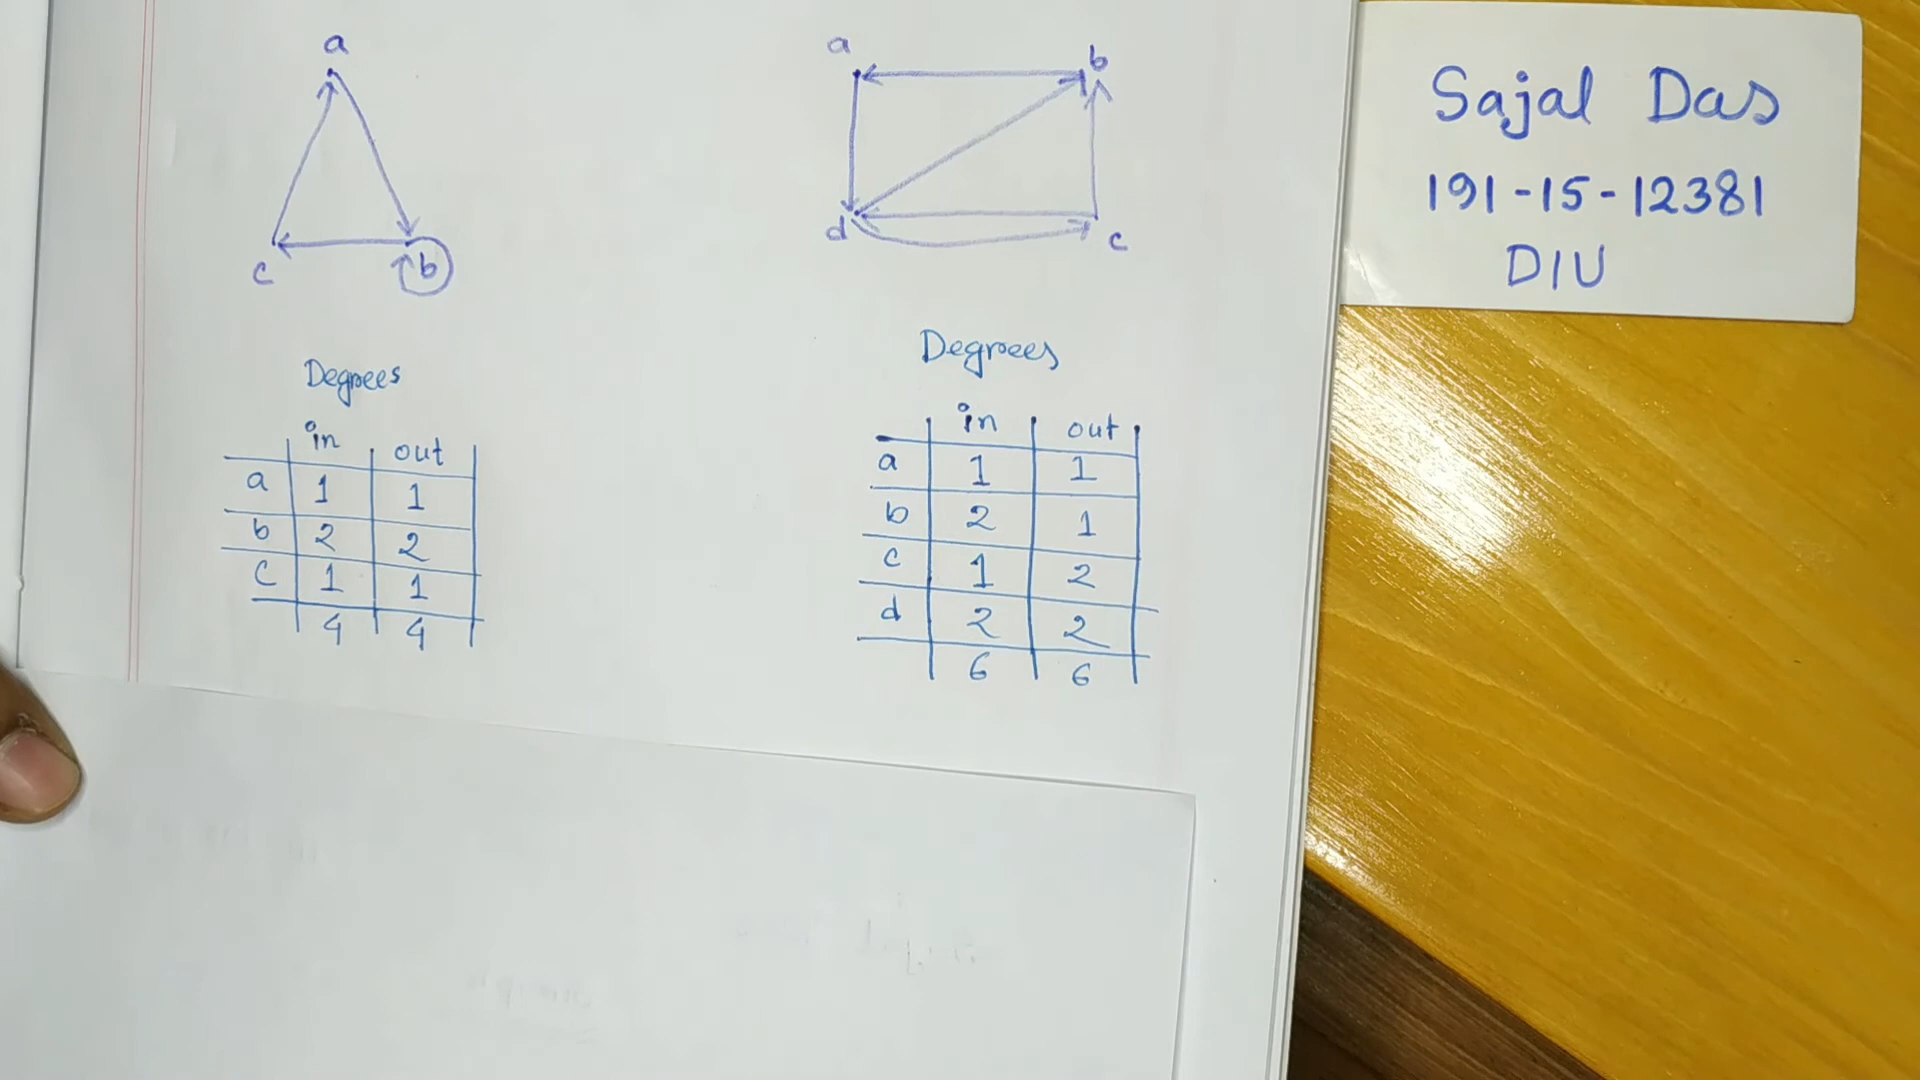 a
c
b
Degrees
in out
a 1 1
b 2 2
c 1 1
4 4
a b
d c
Degrees
in out
a 1 1
b 2 1
c 1 2
d 2 2
6 6
Sajal Das
191-15-12381
DIU